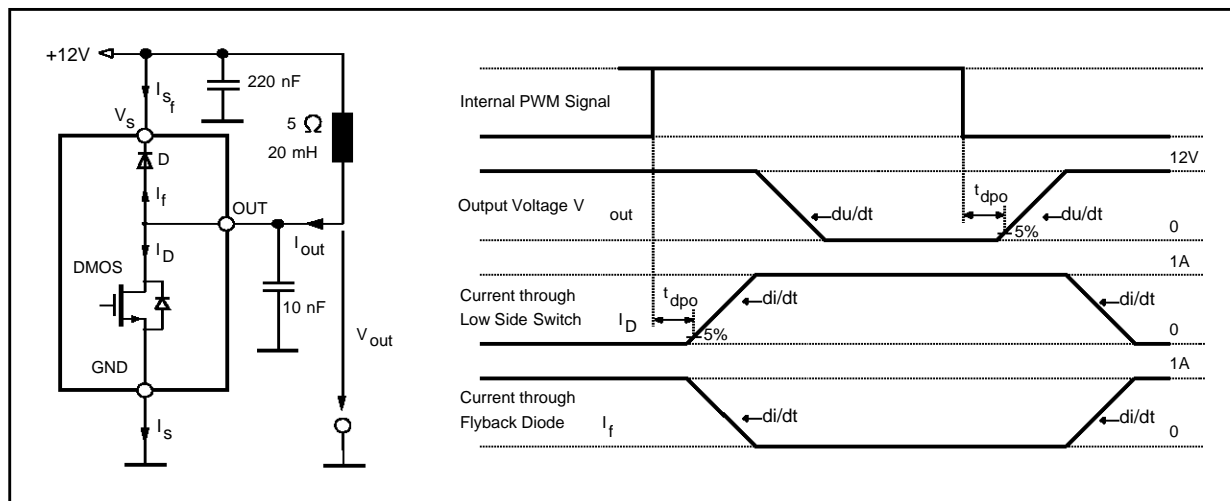 +12V
220 nF
I S f
V S
5 Ω
20 mH
D
I f
OUT
I out
I D
DMOS
10 nF
V out
GND
I S
Internal PWM Signal
12V
t dpo
Output Voltage V out
du/dt
du/dt
5%
0
1A
t dpo
Current through
Low Side Switch I D
di/dt
di/dt
5%
0
1A
Current through
Flyback Diode I f
di/dt
di/dt
0